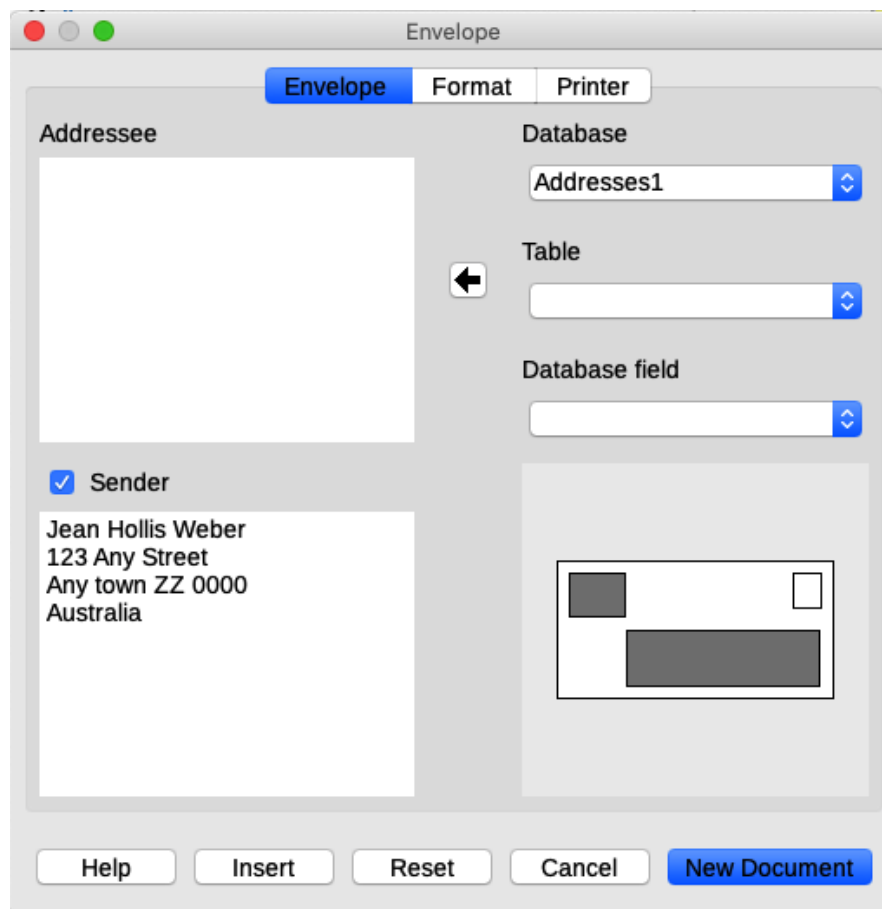 Envelope
Envelope Format Printer
Addressee
Database
Addresses1
Table
Database field
Sender
Jean Hollis Weber
123 Any Street
Any town ZZ 0000
Australia
Help Insert Reset Cancel New Document